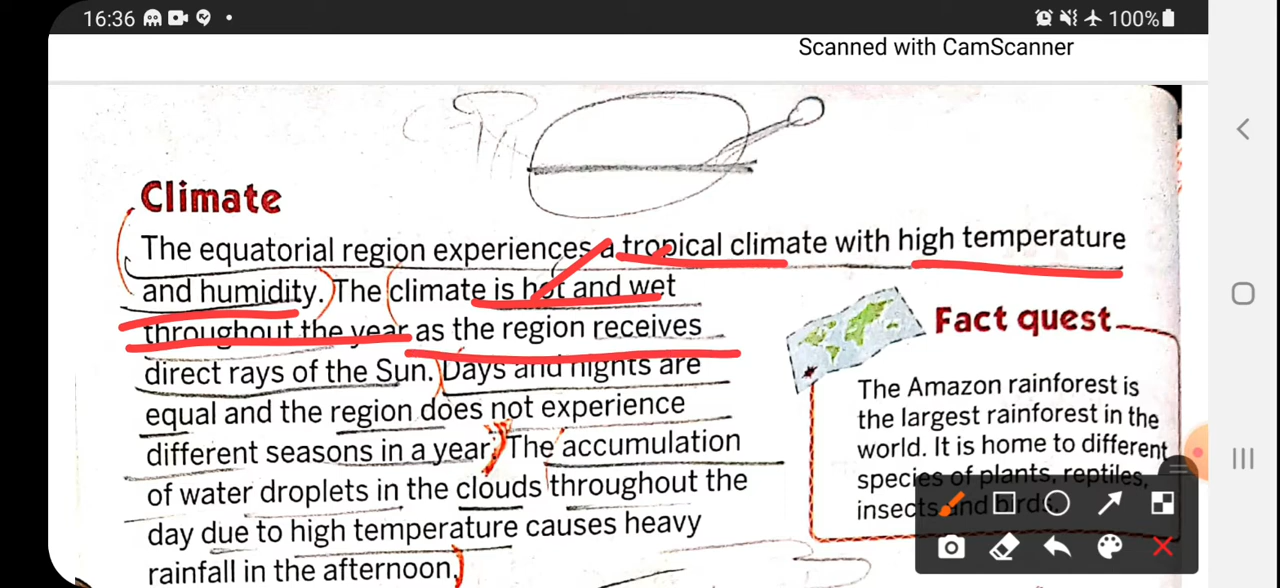 16:36
100%
Scanned with CamScanner
Climate
The equatorial region experiences a tropical climate with high temperature
and humidity. The climate is hot and wet
throughout the year as the region receives
direct rays of the Sun. Days and nights are
equal and the region does not experience
different seasons in a year. The accumulation
of water droplets in the clouds throughout the
day due to high temperature causes heavy
rainfall in the afternoon.
Fact quest
The Amazon rainforest is
the largest rainforest in the
world. It is home to different
species of plants, reptiles,
insects and birds.